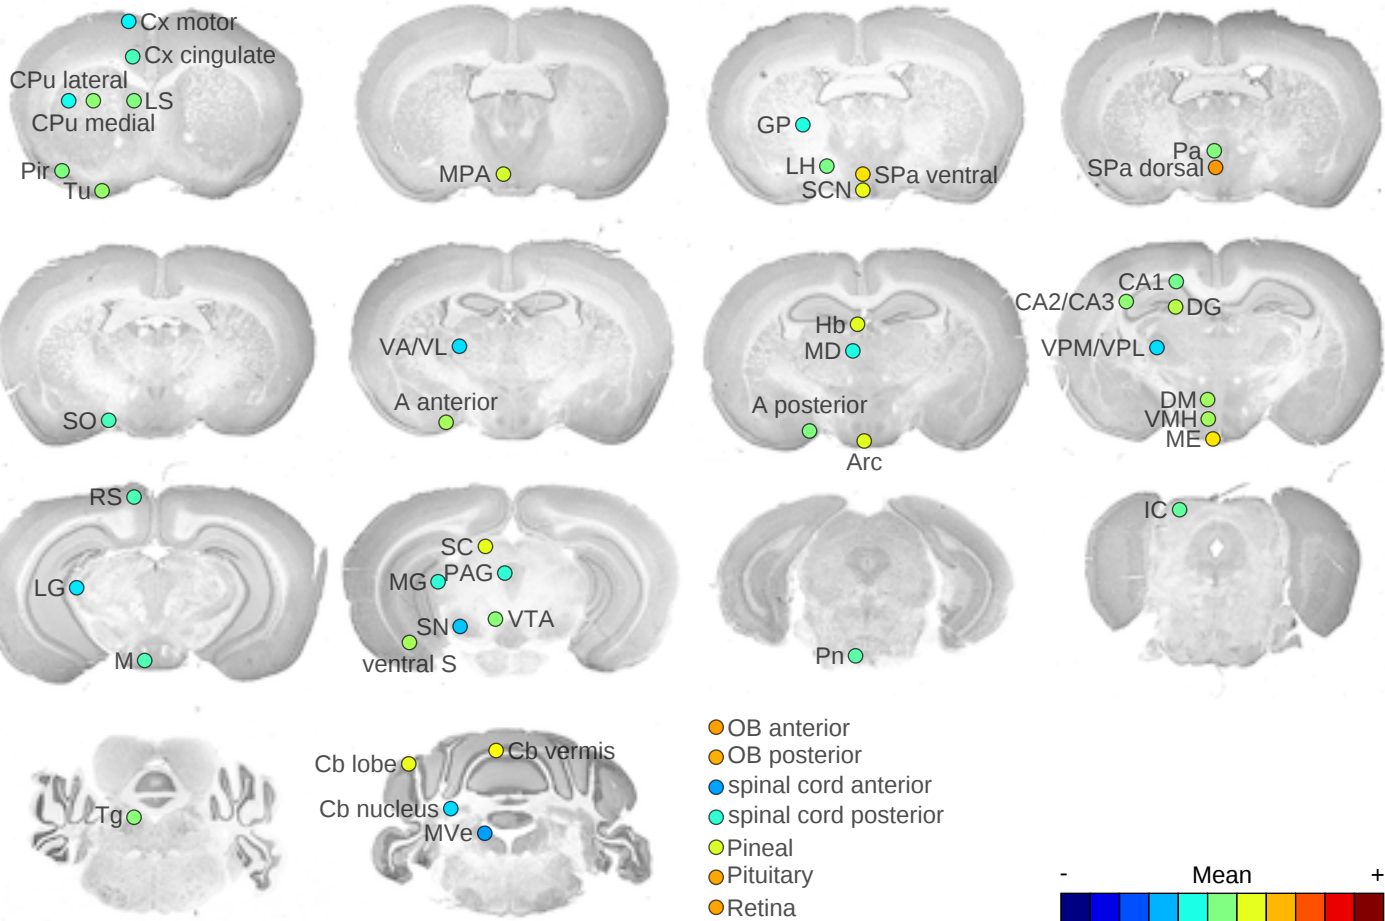 Cx motor
Cx cingulate
CPu lateral
LS
CPu medial
Pir
Tu
MPA
GP
LH
SPa ventral
SCN
Pa
SPa dorsal
SO
VA/VL
A anterior
Hb
MD
A posterior
Arc
CA1
CA2/CA3
DG
VPM/VPL
DM
VMH
ME
RS
LG
M
SC
MG
PAG
SN
VTA
ventral S
Pn
IC
Tg
Cb lobe
Cb vermis
Cb nucleus
MVe
OB anterior
OB posterior
spinal cord anterior
spinal cord posterior
Pineal
Pituitary
Retina
- Mean +